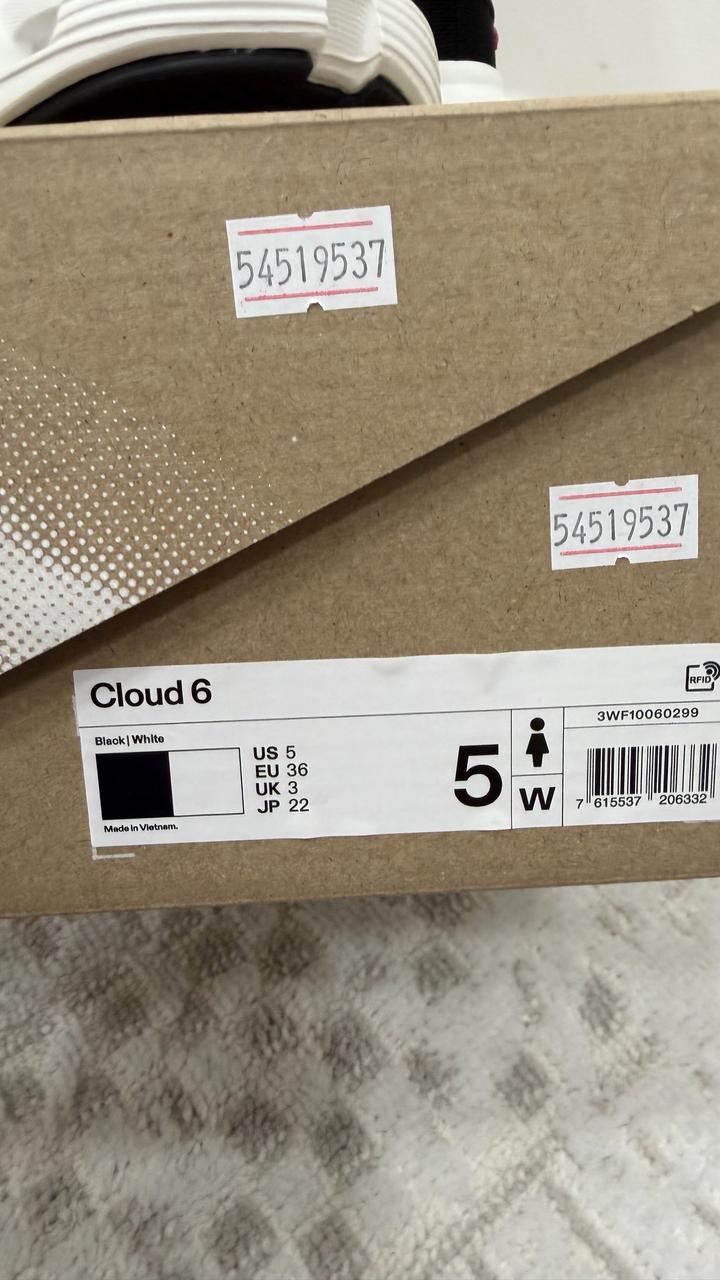 54519537
54519537
Cloud 6
RFID
Black | White
US 5
EU 36
UK 3
JP 22
Made in Vietnam.
5
W
3WF10060299
7 615537 206332